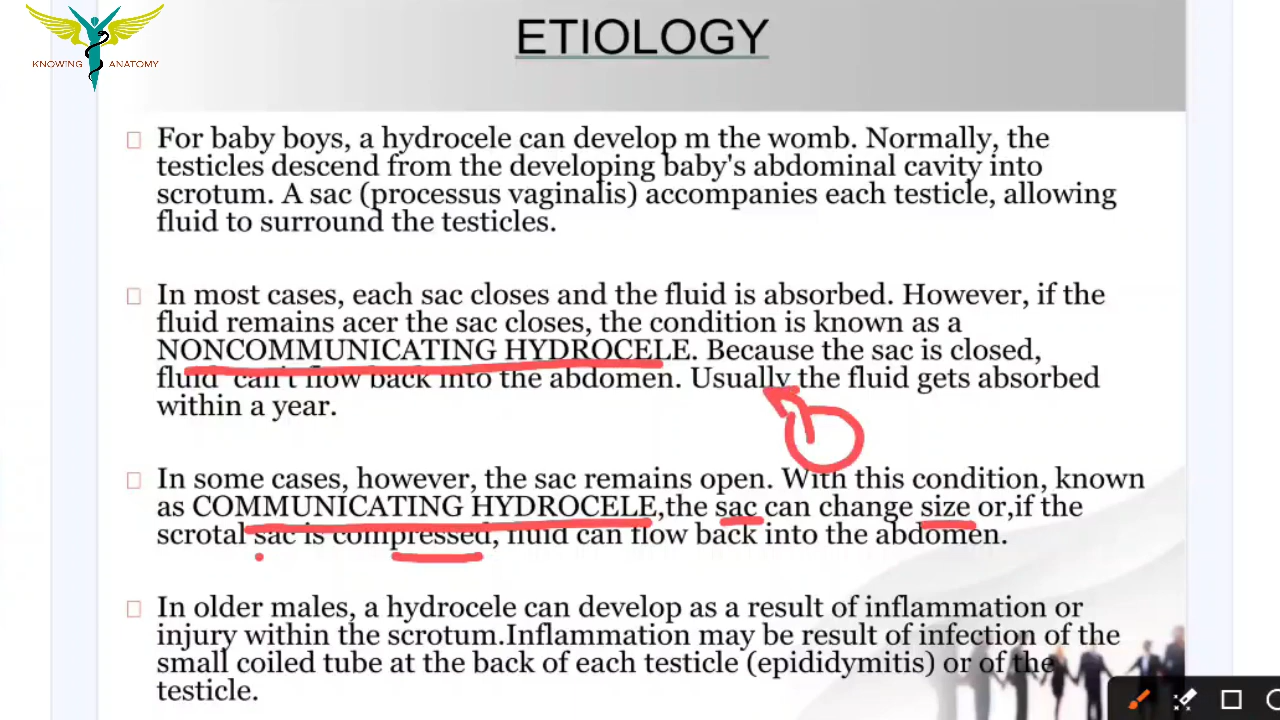 KNOWING ANATOMY
ETIOLOGY
For baby boys, a hydrocele can develop m the womb. Normally, the
testicles descend from the developing baby's abdominal cavity into
scrotum. A sac (processus vaginalis) accompanies each testicle, allowing
fluid to surround the testicles.
In most cases, each sac closes and the fluid is absorbed. However, if the
fluid remains acer the sac closes, the condition is known as a
NONCOMMUNICATING HYDROCELE. Because the sac is closed,
fluid can't flow back into the abdomen. Usually the fluid gets absorbed
within a year.
In some cases, however, the sac remains open. With this condition, known
as COMMUNICATING HYDROCELE,the sac can change size or,if the
scrotal sac is compressed, fluid can flow back into the abdomen.
In older males, a hydrocele can develop as a result of inflammation or
injury within the scrotum.Inflammation may be result of infection of the
small coiled tube at the back of each testicle (epididymitis) or of the
testicle.